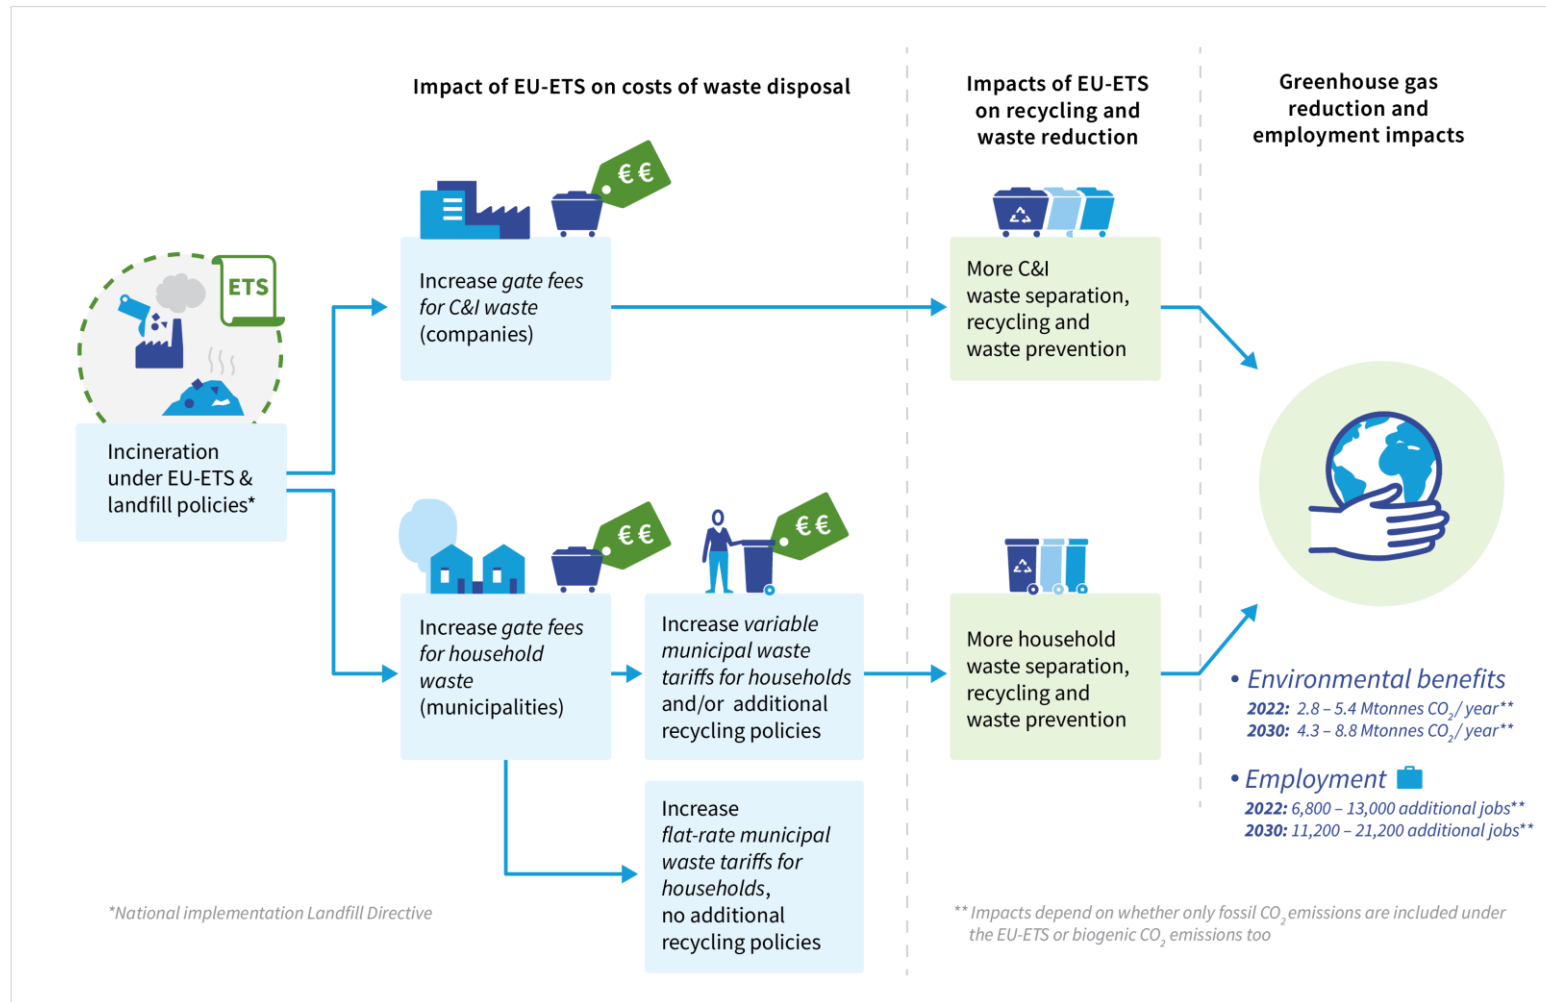 Impact of EU-ETS on costs of waste disposal
Impacts of EU-ETS
on recycling and
waste reduction
Greenhouse gas
reduction and
employment impacts
ETS
€€
Increase gate fees
for C&I waste
(companies)
More C&I
waste separation,
recycling and
waste prevention
Incineration
under EU-ETS &
landfill policies*
€€
€€
Increase gate fees
for household
waste
(municipalities)
Increase variable
municipal waste
tariffs for households
and/or additional
recycling policies
More household
waste separation,
recycling and
waste prevention
Increase
flat-rate municipal
waste tariffs for
households,
no additional
recycling policies
• Environmental benefits
2022: 2.8 – 5.4 Mtonnes CO₂/ year**
2030: 4.3 – 8.8 Mtonnes CO₂/ year**
• Employment
2022: 6,800 – 13,000 additional jobs**
2030: 11,200 – 21,200 additional jobs**
*National implementation Landfill Directive
** Impacts depend on whether only fossil CO₂ emissions are included under
the EU-ETS or biogenic CO₂ emissions too